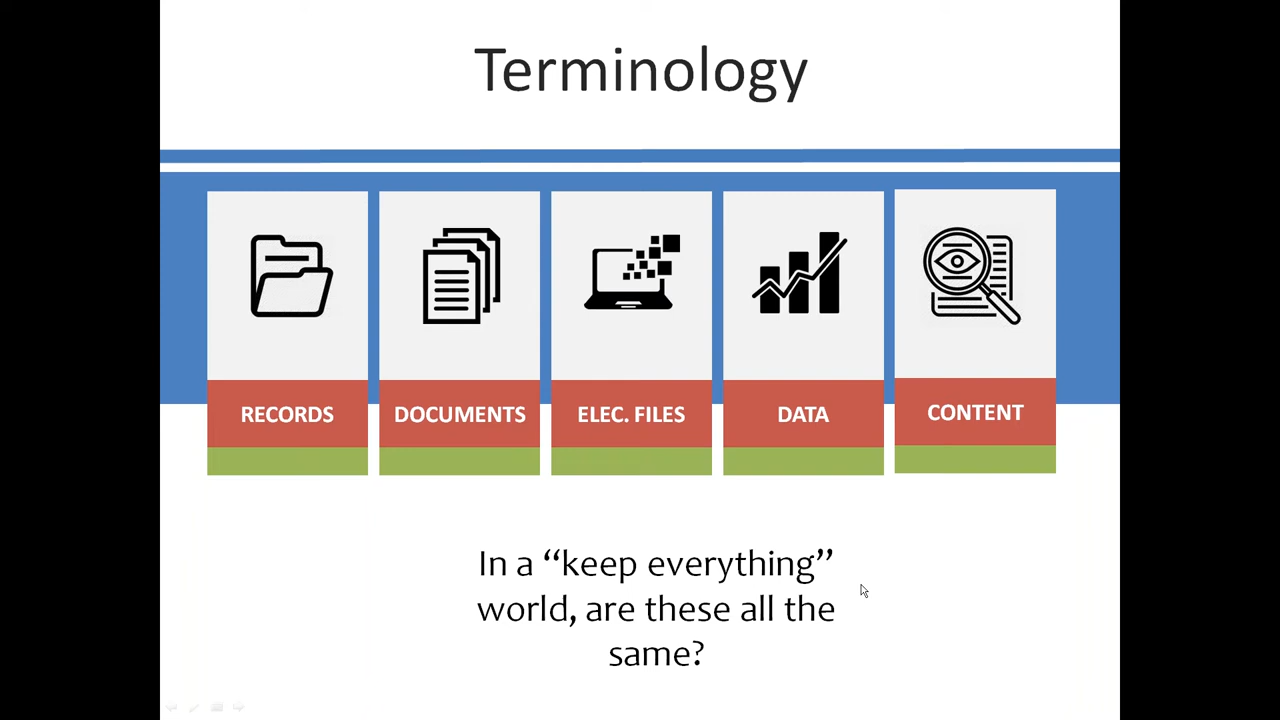 Terminology
RECORDS
DOCUMENTS
ELEC. FILES
DATA
CONTENT
In a “keep everything”
world, are these all the
same?